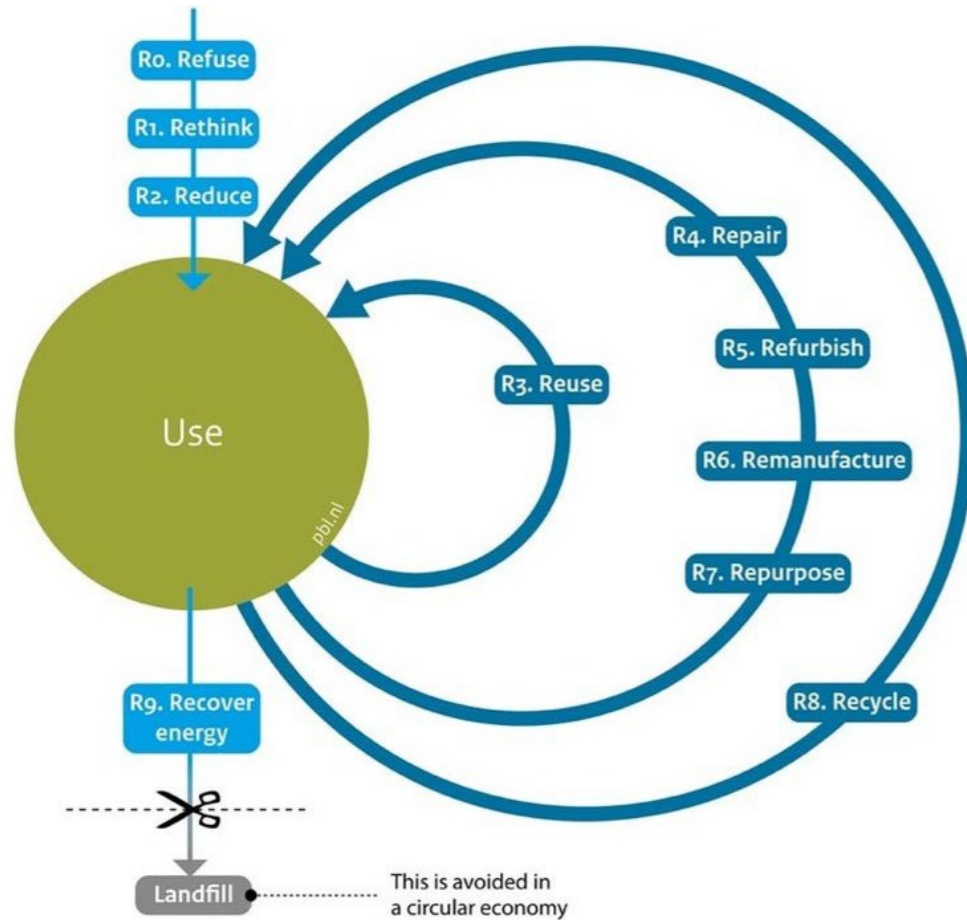 R0. Refuse
R1. Rethink
R2. Reduce
R4. Repair
R5. Refurbish
R3. Reuse
Use
R6. Remanufacture
pbl.nl
R7. Repurpose
R8. Recycle
R9. Recover
energy
Landfill
This is avoided in
a circular economy